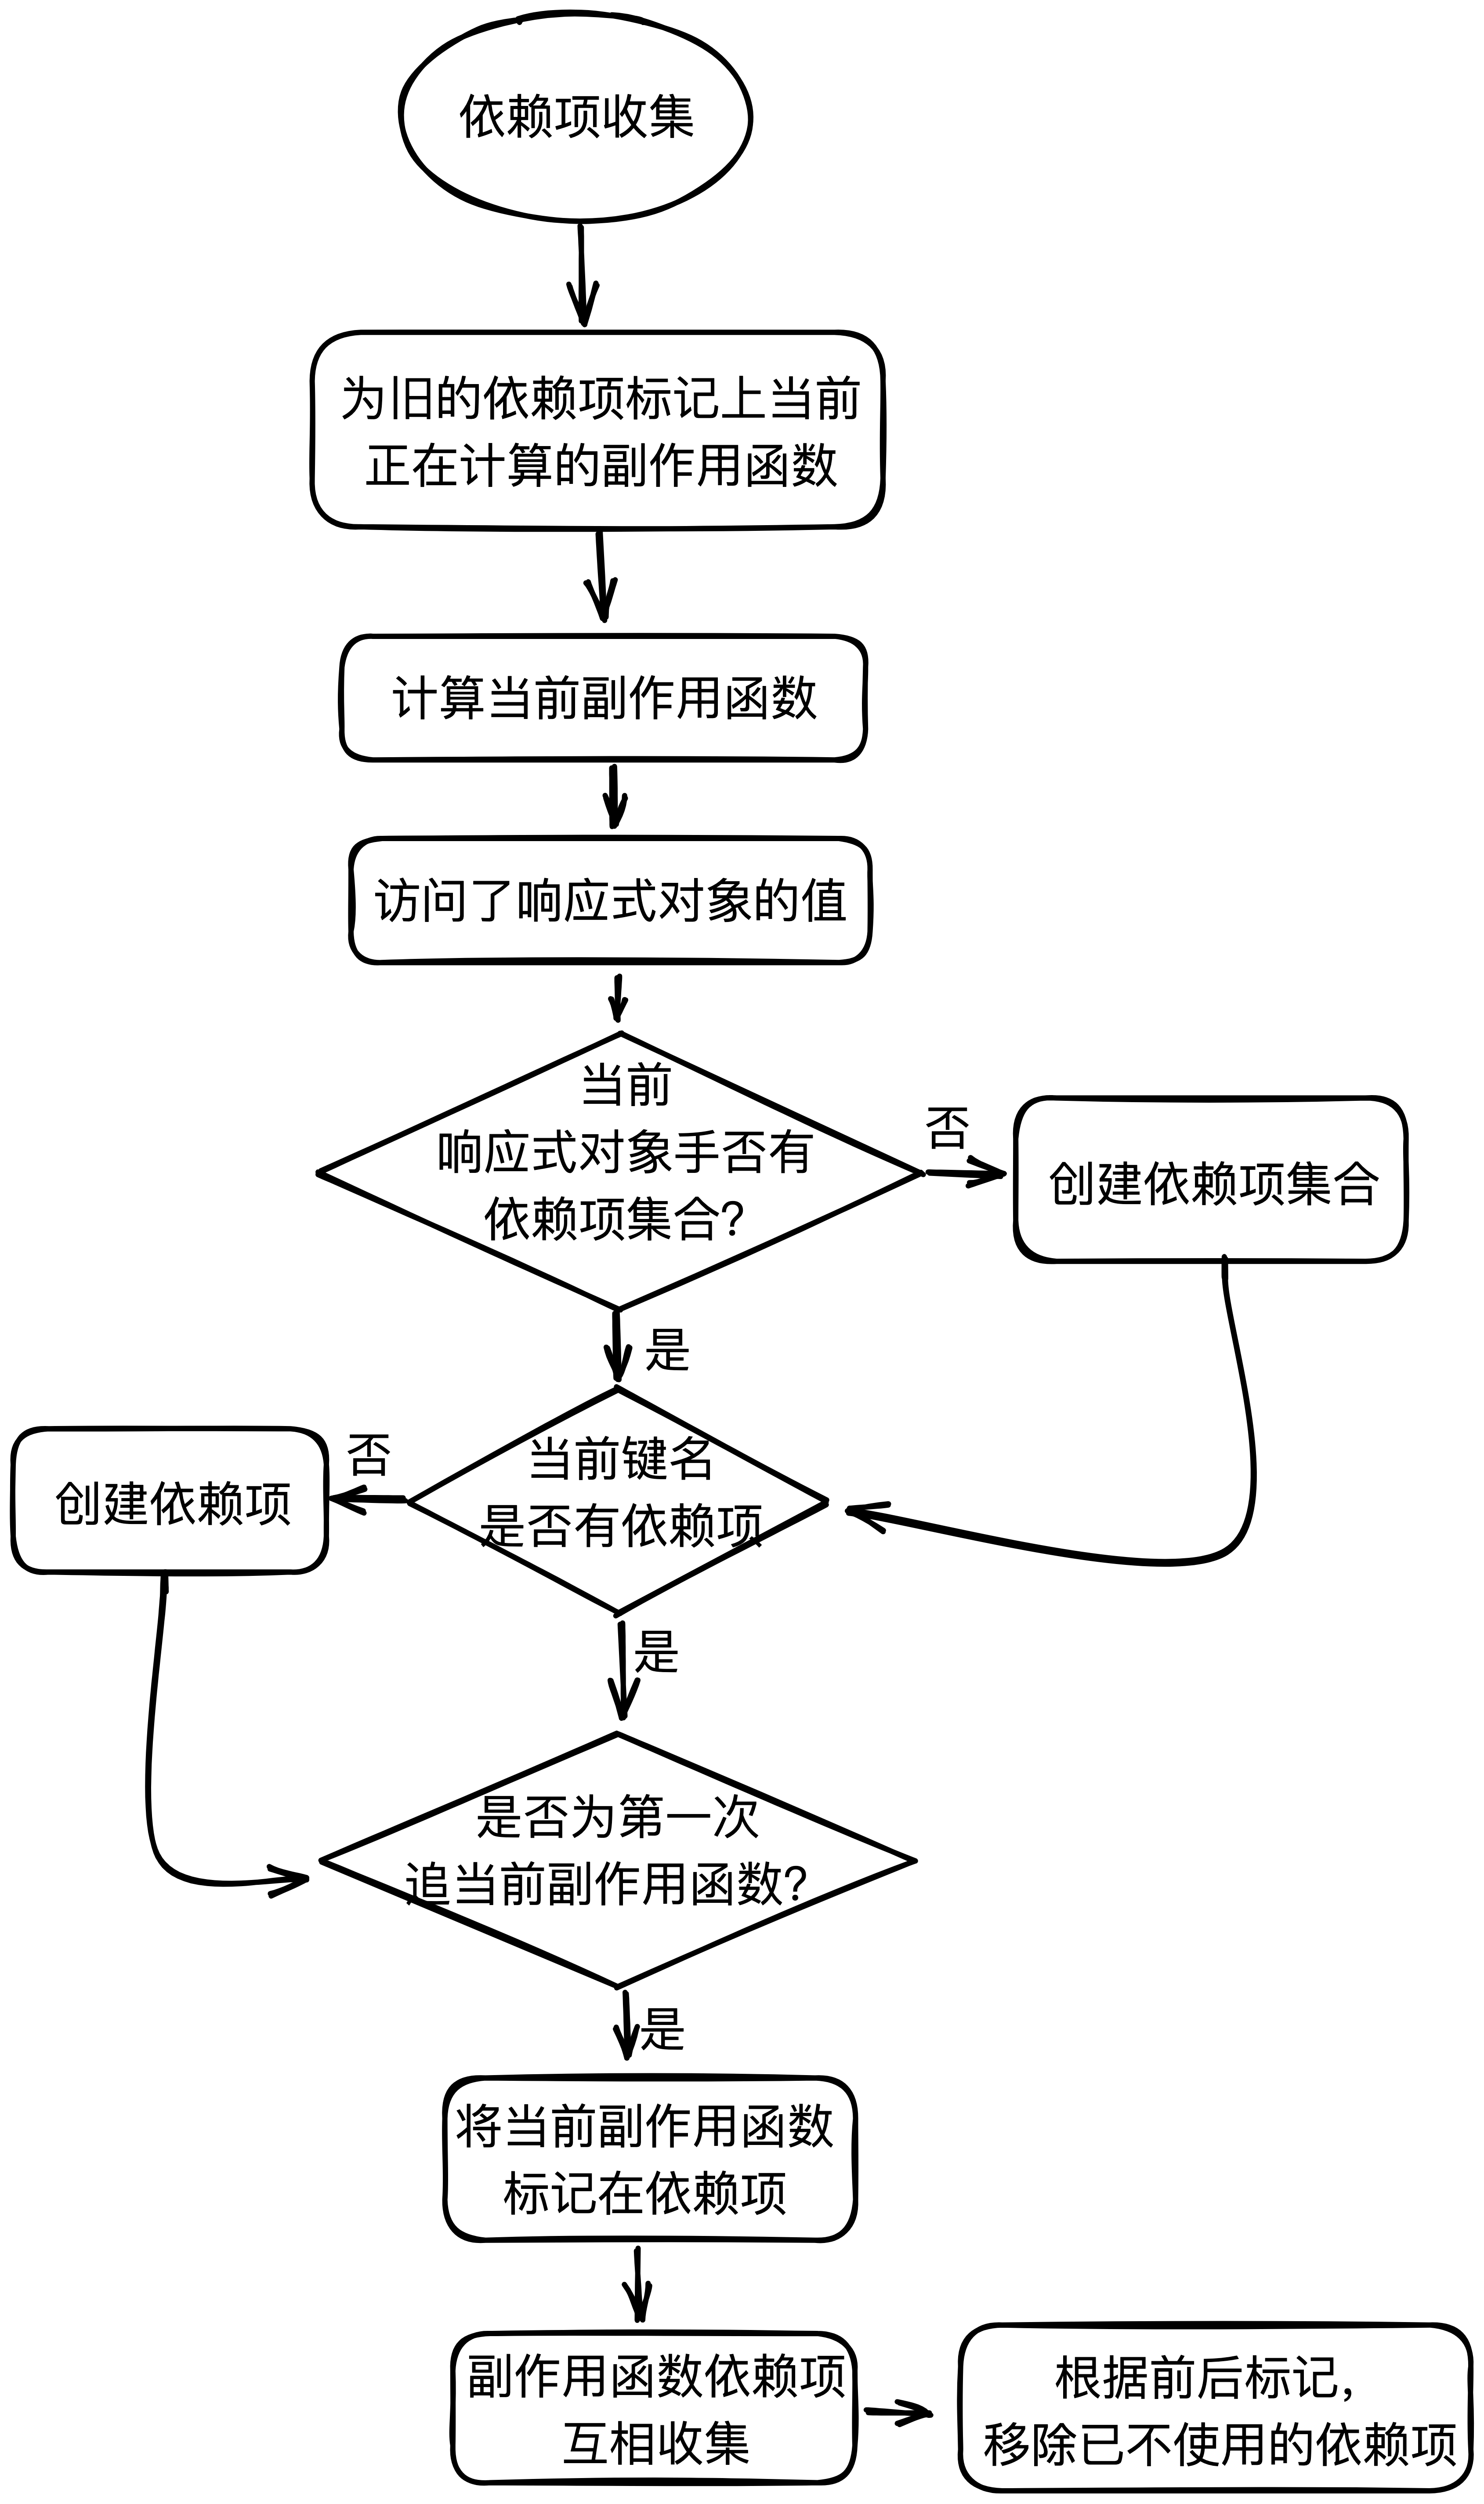 依赖项收集
为旧的依赖项标记上当前
正在计算的副作用函数
计算当前副作用函数
访问了响应式对象的值
当前
响应式对象手否有
依赖项集合?
否
创建依赖项集合
是
当前键名
是否有依赖项
否
创建依赖项
是
是否为第一次
追当前副作用函数?
是
将当前副作用函数
标记在依赖项
副作用函数依赖项
互相收集
根据前后标记,
移除已不使用的依赖项